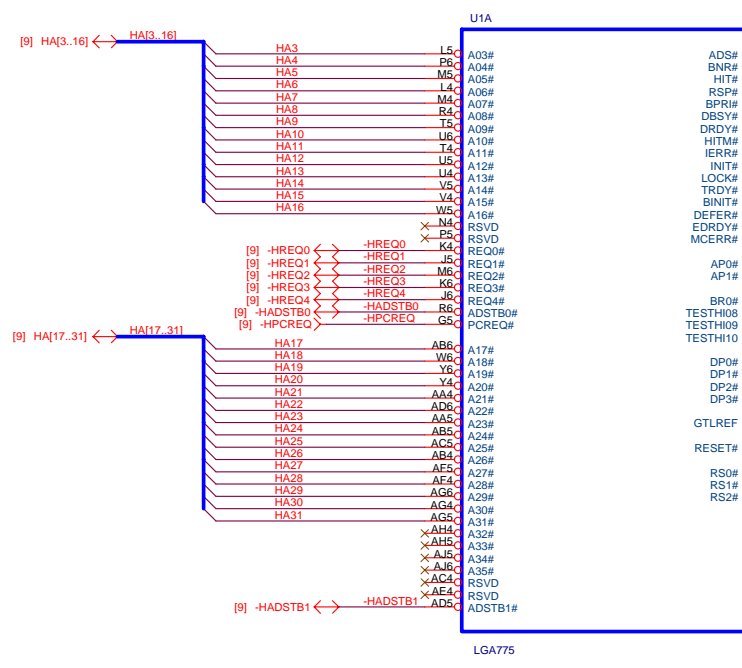 U1A
[9] HA[3..16] HA[3..16]
HA3 L5 A03# ADS#
HA4 P6 A04# BNR#
HA5 M5 A05# HIT#
HA6 L4 A06# RSP#
HA7 M4 A07# BPRI#
HA8 R4 A08# DBSY#
HA9 T5 A09# DRDY#
HA10 U6 A10# HITM#
HA11 T4 A11# IERR#
HA12 U5 A12# INIT#
HA13 U4 A13# LOCK#
HA14 V5 A14# TRDY#
HA15 V4 A15# BINIT#
HA16 W5 A16# DEFER#
N4 RSVD EDRDY#
P5 RSVD MCERR#
[9] -HREQ0 -HREQ0 K4 REQ0#
[9] -HREQ1 -HREQ1 J5 REQ1# AP0#
[9] -HREQ2 -HREQ2 M6 REQ2# AP1#
[9] -HREQ3 -HREQ3 K6 REQ3#
[9] -HREQ4 -HREQ4 J6 REQ4# BR0#
[9] -HADSTB0 -HADSTB0 R6 ADSTB0# TESTHI08
[9] -HPCREQ -HPCREQ G5 PCREQ# TESTHI09
[9] HA[17..31] HA[17..31] TESTHI10
HA17 AB6 A17#
HA18 W6 A18# DP0#
HA19 Y6 A19# DP1#
HA20 Y4 A20# DP2#
HA21 AA4 A21# DP3#
HA22 AD6 A22#
HA23 AA5 A23# GTLREF
HA24 AB5 A24#
HA25 AC5 A25# RESET#
HA26 AB4 A26#
HA27 AF5 A27# RS0#
HA28 AF4 A28# RS1#
HA29 AG6 A29# RS2#
HA30 AG4 A30#
HA31 AG5 A31#
AH4 A32#
AH5 A33#
AJ5 A34#
AJ6 A35#
AC4 RSVD
AE4 RSVD
[9] -HADSTB1 -HADSTB1 AD5 ADSTB1#
LGA775